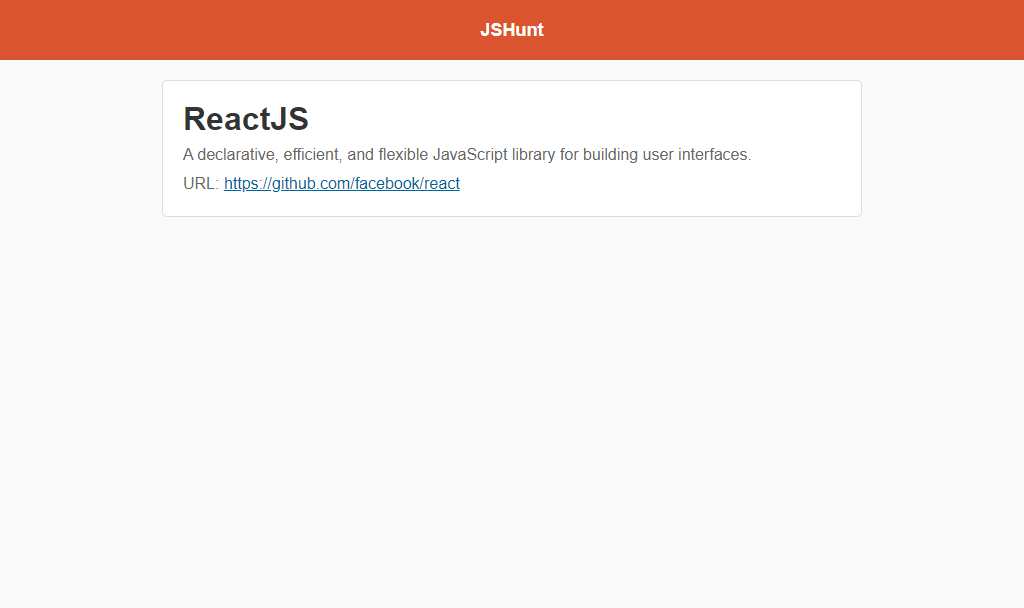 JSHunt
ReactJS
A declarative, efficient, and flexible JavaScript library for building user interfaces.
URL: https://github.com/facebook/react